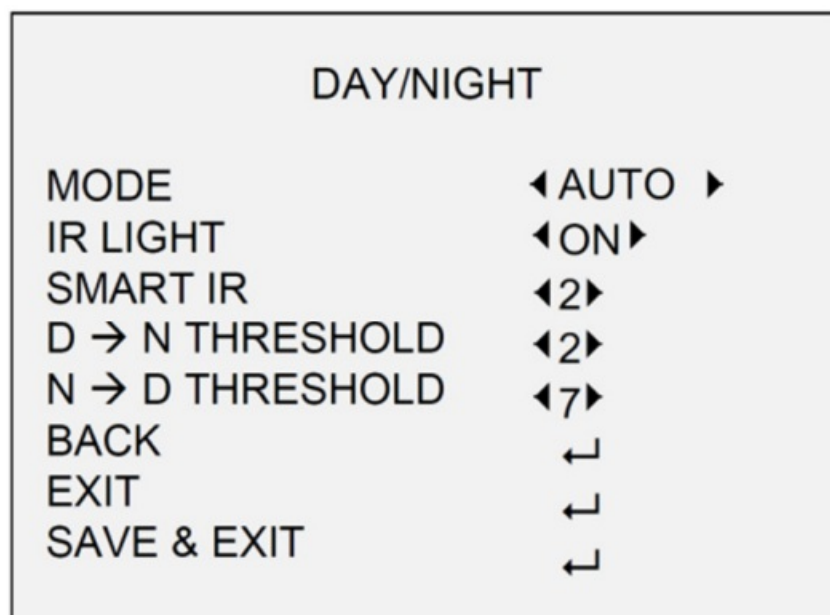 DAY/NIGHT
MODE ◀ AUTO ▶
IR LIGHT ◀ ON ▶
SMART IR ◀ 2 ▶
D → N THRESHOLD ◀ 2 ▶
N → D THRESHOLD ◀ 7 ▶
BACK ↵
EXIT ↵
SAVE & EXIT ↵